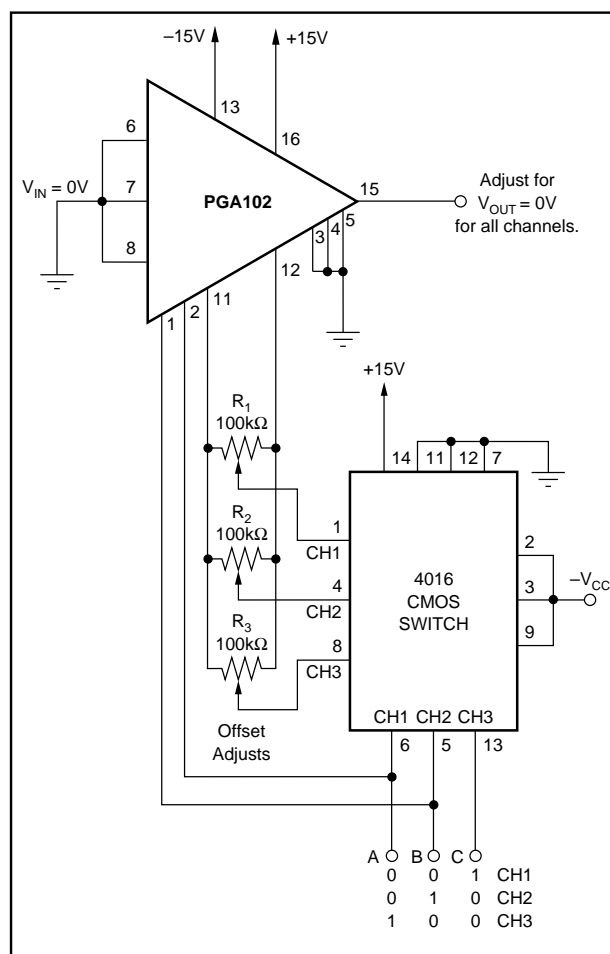 –15V
+15V
13
16
6
7
8
V_IN = 0V
PGA102
15
Adjust for
V_OUT = 0V
for all channels.
3
4
5
12
11
2
1
+15V
R_1
100kΩ
14
11
12
7
1
CH1
R_2
100kΩ
4
CH2
R_3
100kΩ
8
CH3
4016
CMOS
SWITCH
2
3
9
–V_CC
Offset
Adjusts
CH1 CH2 CH3
6 5 13
A B C
0 0 1 CH1
0 1 0 CH2
1 0 0 CH3